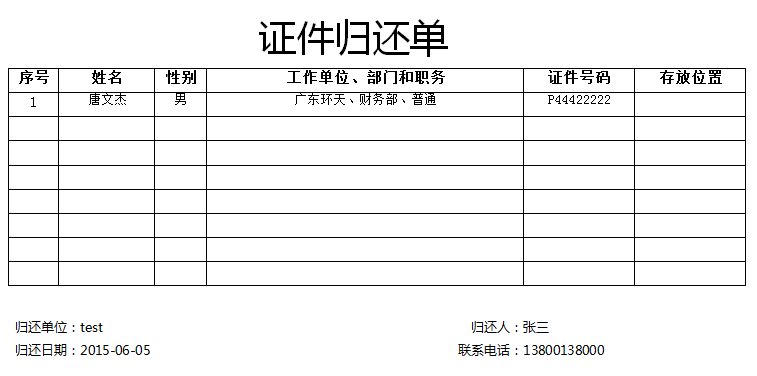 证件归还单
序号 姓名 性别 工作单位、部门和职务 证件号码 存放位置
1 唐文杰 男 广东环天、财务部、普通 P44422222
归还单位：test 归还人：张三
归还日期：2015-06-05 联系电话：13800138000